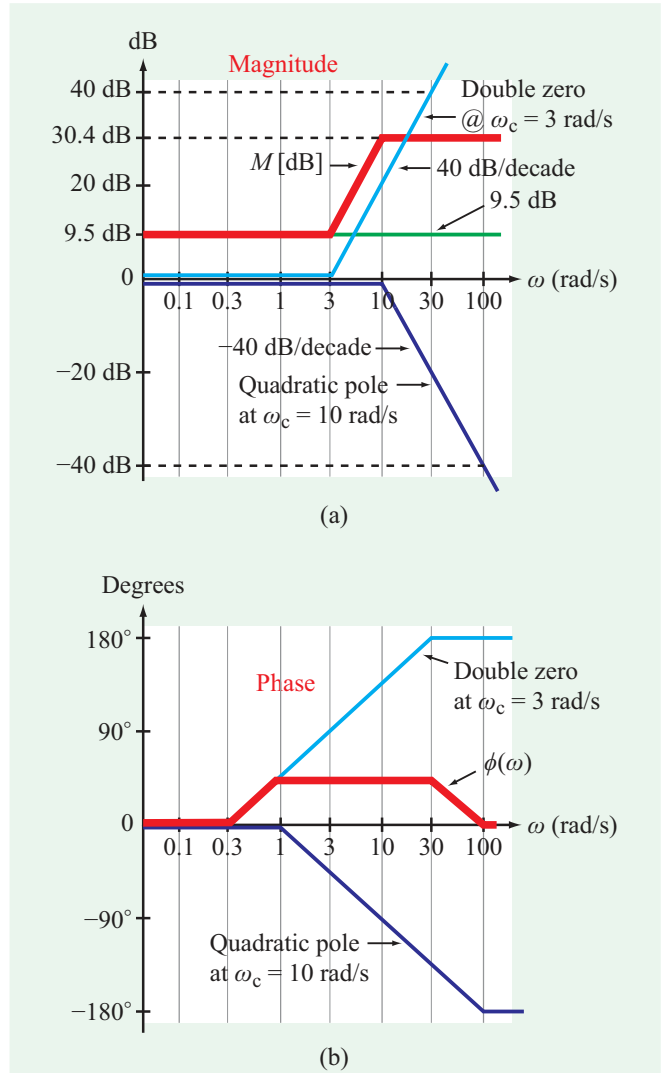 dB
Magnitude
40 dB
Double zero
@ ωc = 3 rad/s
30.4 dB
M [dB]
40 dB/decade
20 dB
9.5 dB
9.5 dB
0
ω (rad/s)
0.1 0.3 1 3 10 30 100
−40 dB/decade
−20 dB
Quadratic pole
at ωc = 10 rad/s
−40 dB
(a)
Degrees
180°
Phase
Double zero
at ωc = 3 rad/s
90°
ϕ(ω)
0
ω (rad/s)
0.1 0.3 1 3 10 30 100
−90°
Quadratic pole
at ωc = 10 rad/s
−180°
(b)